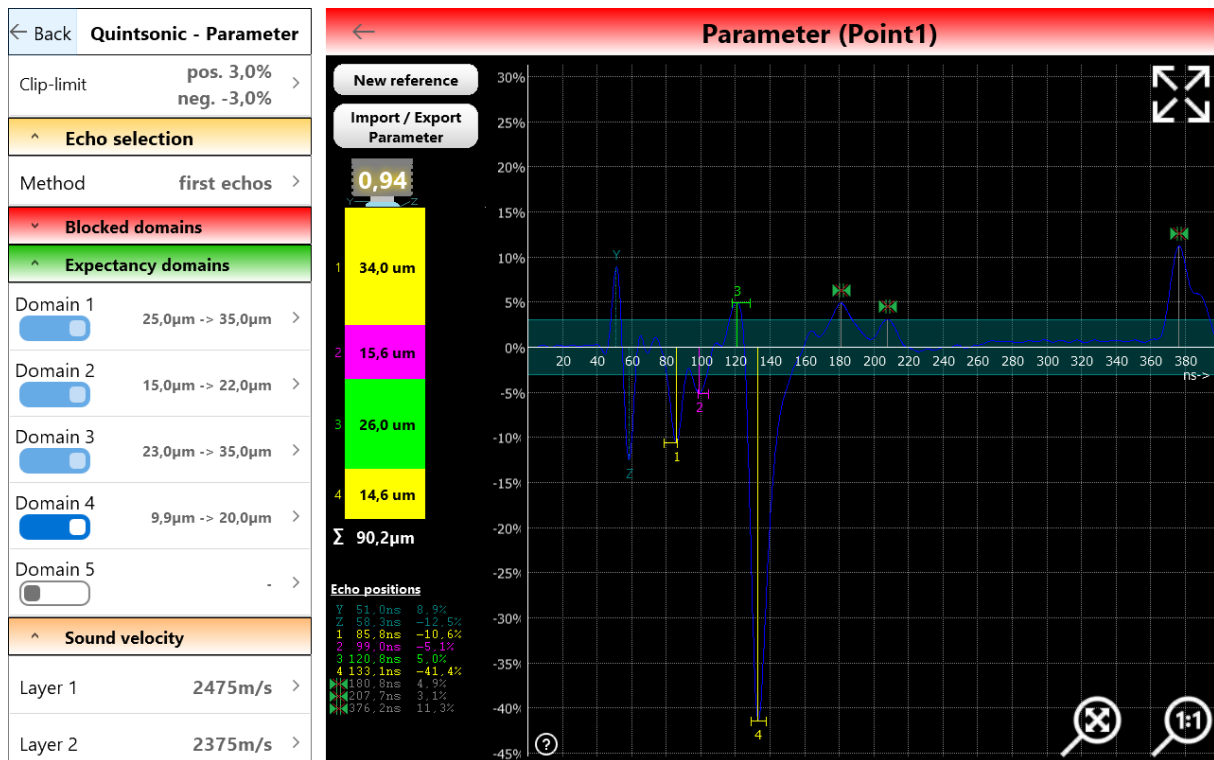 Back
Quintsonic - Parameter
Clip-limit
pos. 3,0%
neg. -3,0%
Echo selection
Method
first echos
Blocked domains
Expectancy domains
Domain 1
25,0µm -> 35,0µm
Domain 2
15,0µm -> 22,0µm
Domain 3
23,0µm -> 35,0µm
Domain 4
9,9µm -> 20,0µm
Domain 5
-
Sound velocity
Layer 1
2475m/s
Layer 2
2375m/s
Parameter (Point1)
New reference
Import / Export
Parameter
0,94
Y Z
1 34,0 um
2 15,6 um
3 26,0 um
4 14,6 um
Σ 90,2µm
Echo positions
Y 51,0ns 8,9%
Z 58,3ns -12,5%
1 85,8ns -10,6%
2 99,0ns -5,1%
3 120,8ns 5,0%
4 133,1ns -41,4%
180,8ns 4,9%
207,7ns 3,1%
376,2ns 11,3%
30%
25%
20%
15%
10%
5%
0%
-5%
-10%
-15%
-20%
-25%
-30%
-35%
-40%
-45%
20 40 60 80 100 120 140 160 180 200 220 240 260 280 300 320 340 360 380
ns->
Y
Z
1
2
3
4
?
1:1